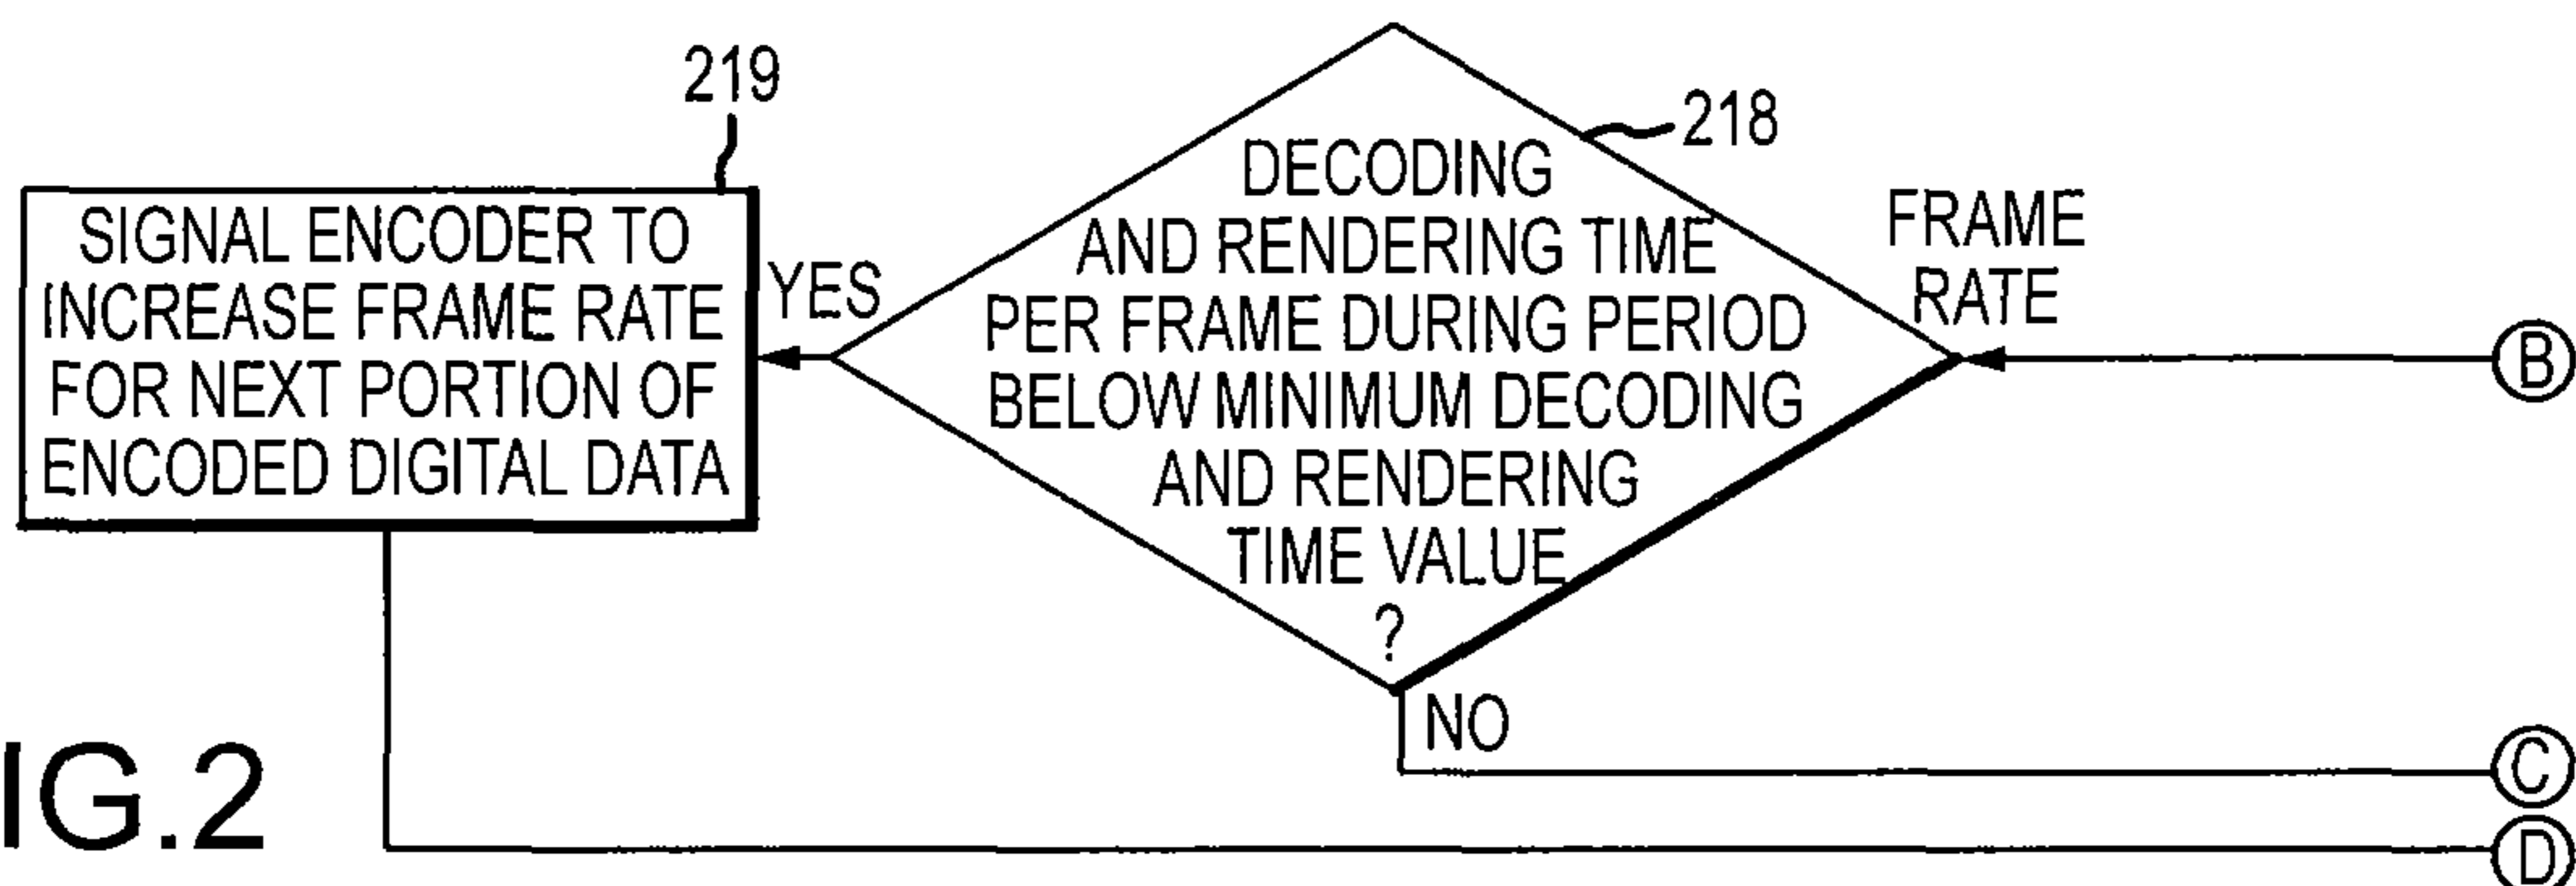 219
SIGNAL ENCODER TO
INCREASE FRAME RATE
FOR NEXT PORTION OF
ENCODED DIGITAL DATA
YES
218
DECODING
AND RENDERING TIME
PER FRAME DURING PERIOD
BELOW MINIMUM DECODING
AND RENDERING
TIME VALUE
?
FRAME
RATE
B
NO
C
D
IG.2